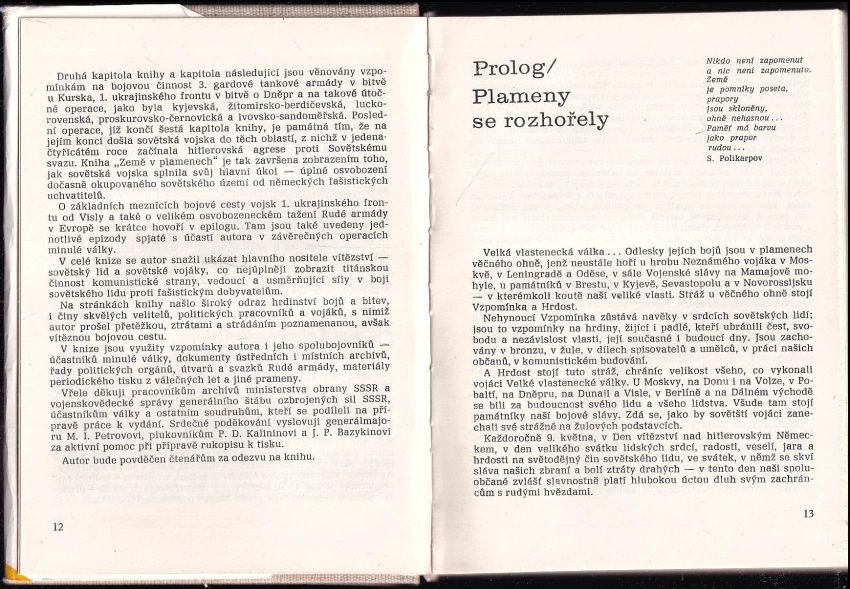 Druhá kapitola knihy a kapitola následující jsou věnovány vzpo-
mínkám na bojovou činnost 3. gardové tankové armády v bitvě
u Kurska, 1. ukrajinského frontu v bitvě o Dněpr a na takové útoč-
né operace, jako byla kyjevská, žitomirsko-berdičevská, lucko-
rovenská, proskurovsko-černovická a lvovsko-sandoměřská. Posled-
ní operace, jíž končí šestá kapitola knihy, je památná tím, že na
jejím konci došla sovětská vojska do těch oblastí, z nichž v jedena-
čtyřicátém roce začínala hitlerovská agrese proti Sovětskému
svazu. Kniha „Země v plamenech" je tak završena zobrazením toho,
jak sovětská vojska splnila svůj hlavní úkol — úplné osvobození
dočasně okupovaného sovětského území od německých fašistických
uchvatitelů.
O základních meznících bojové cesty vojsk 1. ukrajinského fron-
tu od Visly a také o velikém osvobozeneckém tažení Rudé armády
v Evropě se krátce hovoří v epilogu. Tam jsou také uvedeny jed-
notlivé epizody spjaté s účastí autora v závěrečných operacích
minulé války.
V celé knize se autor snažil ukázat hlavního nositele vítězství —
sovětský lid a sovětské vojáky, co nejúplněji zobrazit titánskou
činnost komunistické strany, vedoucí a usměrňující síly v boji
sovětského lidu proti fašistickým dobyvatelům.
Na stránkách knihy našlo široký odraz hrdinství bojů a bitev,
i činy skvělých velitelů, politických pracovníků a vojáků, s nimiž
autor prošel přetěžkou, ztrátami a strádáním poznamenanou, avšak
vítěznou bojovou cestu.
V knize jsou využity vzpomínky autora i jeho spolubojovníků —
účastníků minulé války, dokumenty ústředních i místních archívů,
řady politických orgánů, útvarů a svazků Rudé armády, materiály
periodického tisku z válečných let a jiné prameny.
Vřele děkuji pracovníkům archívů ministerstva obrany SSSR a
vojenskovědecké správy generálního štábu ozbrojených sil SSSR,
účastníkům války a ostatním soudruhům, kteří se podíleli na pří-
pravě práce k vydání. Srdečné poděkování vyslovuji generálmajo-
ru M. I. Petrovovi, plukovníkům P. D. Kalininovi a J. P. Bazykinovi
za aktivní pomoc při přípravě rukopisu k tisku.
Autor bude povděčen čtenářům za odezvu na knihu.
12
Prolog/
Plameny
se rozhořely
Nikdo není zapomenut
a nic není zapomenuto.
Země
je pomníky poseta,
prapory
jsou skloněny,
ohně nehasnou...
Paměť má barvu
jako prapor
rudou...
S. Polikarpov
Velká vlastenecká válka... Odlesky jejích bojů jsou v plamenech
věčného ohně, jenž neustále hoří u hrobu Neznámého vojáka v Mos-
kvě, v Leningradě a Oděse, v sále Vojenské slávy na Mamajově mo-
hyle, u památníků v Brestu, v Kyjevě, Sevastopolu a v Novorossijsku
— v kterémkoli koutě naší veliké vlasti. Stráž u věčného ohně stojí
Vzpomínka a Hrdost.
Nehynoucí Vzpomínka zůstává navěky v srdcích sovětských lidí;
jsou to vzpomínky na hrdiny, žijící i padlé, kteří ubránili čest, svo-
bodu a nezávislost vlasti, její současné i budoucí dny. Jsou zacho-
vány v bronzu, v žule, v dílech spisovatelů a umělců, v práci našich
občanů, v komunistickém budování.
A Hrdost stojí tuto stráž, chráníc velikost všeho, co vykonali
vojáci Velké vlastenecké války. U Moskvy, na Donu i na Volze, v Po-
baltí, na Dněpru, na Dunaji a Visle, v Berlíně a na Dálném východě
se bili za budoucnost svého lidu a všeho lidstva. Všude tam stojí
památníky naší bojové slávy. Zdá se, jako by sovětští vojáci zane-
chali své strážné na žulových podstavcích.
Každoročně 9. května, v Den vítězství nad hitlerovským Němec-
kem, v den velikého svátku lidských srdcí, radosti, veselí, jara a
hrdosti na světodějný čin sovětského lidu, ve svátek, v němž se skví
sláva našich zbraní a bolí ztráty drahých — v tento den naši spolu-
občané zvlášť slavnostně platí hlubokou úctou dluh svým zachrán-
cům s rudými hvězdami.
13